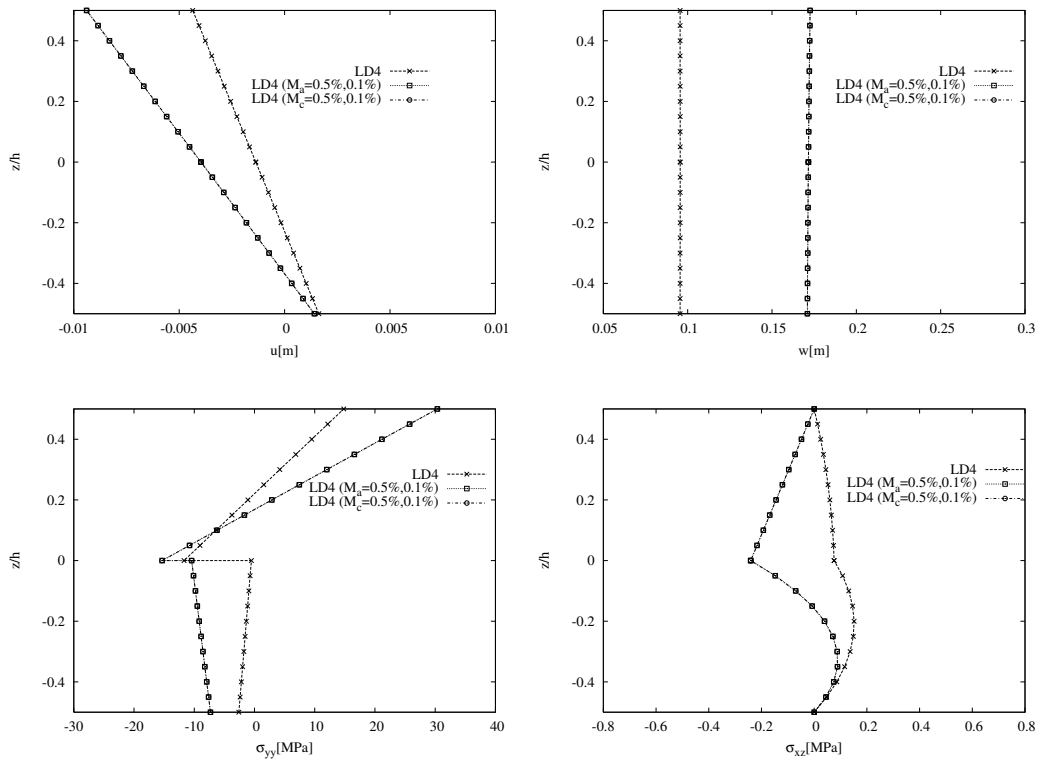 0.4
0.2
0
-0.2
-0.4
z/h
-0.01
-0.005
0
0.005
0.01
u[m]
LD4
LD4 (Ma=0.5%,0.1%)
LD4 (Mc=0.5%,0.1%)
0.4
0.2
0
-0.2
-0.4
z/h
0.05
0.1
0.15
0.2
0.25
0.3
w[m]
LD4
LD4 (Ma=0.5%,0.1%)
LD4 (Mc=0.5%,0.1%)
0.4
0.2
0
-0.2
-0.4
z/h
-30
-20
-10
0
10
20
30
40
σyy[MPa]
LD4
LD4 (Ma=0.5%,0.1%)
LD4 (Mc=0.5%,0.1%)
0.4
0.2
0
-0.2
-0.4
z/h
-0.8
-0.6
-0.4
-0.2
0
0.2
0.4
0.6
0.8
σxz[MPa]
LD4
LD4 (Ma=0.5%,0.1%)
LD4 (Mc=0.5%,0.1%)